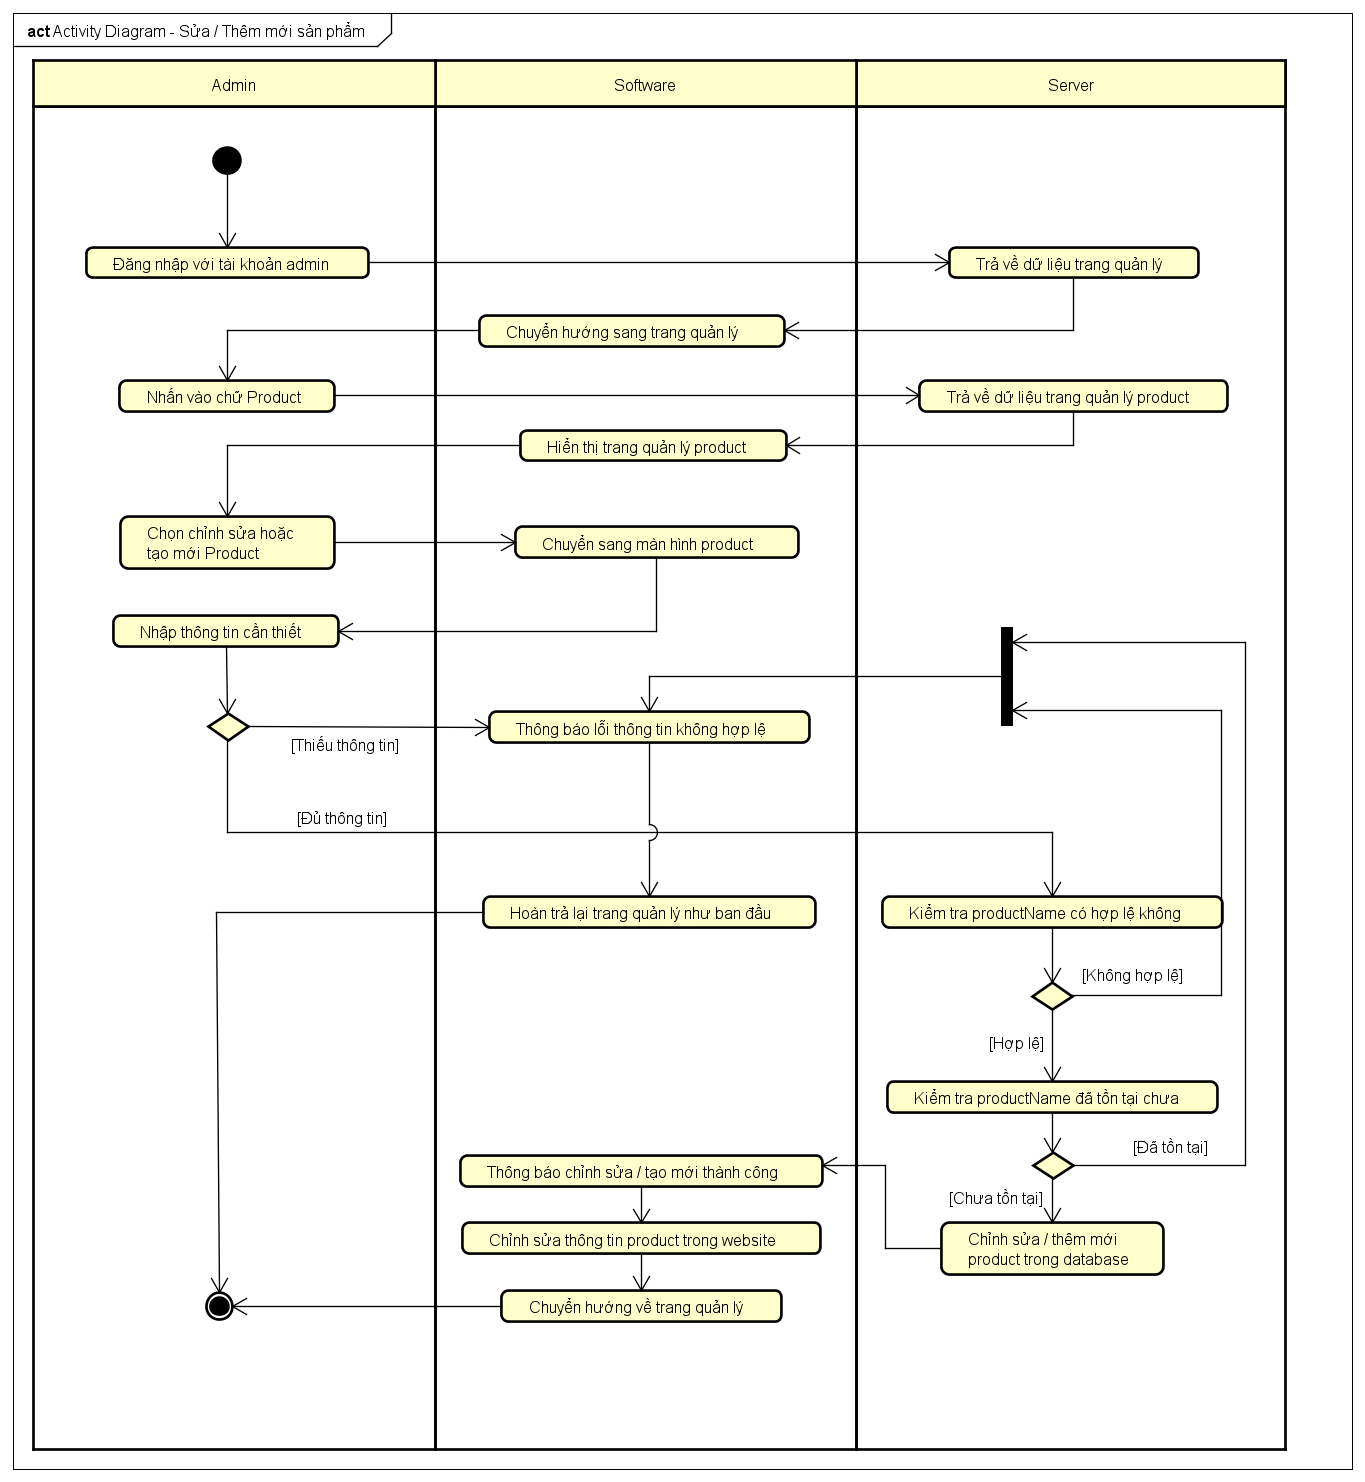 act Activity Diagram - Sửa / Thêm mới sản phẩm
Admin
Software
Server
Đăng nhập với tài khoản admin
Trả về dữ liệu trang quản lý
Chuyển hướng sang trang quản lý
Nhấn vào chữ Product
Trả về dữ liệu trang quản lý product
Hiển thị trang quản lý product
Chọn chỉnh sửa hoặc
tạo mới Product
Chuyển sang màn hình product
Nhập thông tin cần thiết
Thông báo lỗi thông tin không hợp lệ
[Thiếu thông tin]
[Đủ thông tin]
Hoàn trả lại trang quản lý như ban đầu
Kiểm tra productName có hợp lệ không
[Không hợp lệ]
[Hợp lệ]
Kiểm tra productName đã tồn tại chưa
[Đã tồn tại]
Thông báo chỉnh sửa / tạo mới thành công
[Chưa tồn tại]
Chỉnh sửa thông tin product trong website
Chỉnh sửa / thêm mới
product trong database
Chuyển hướng về trang quản lý